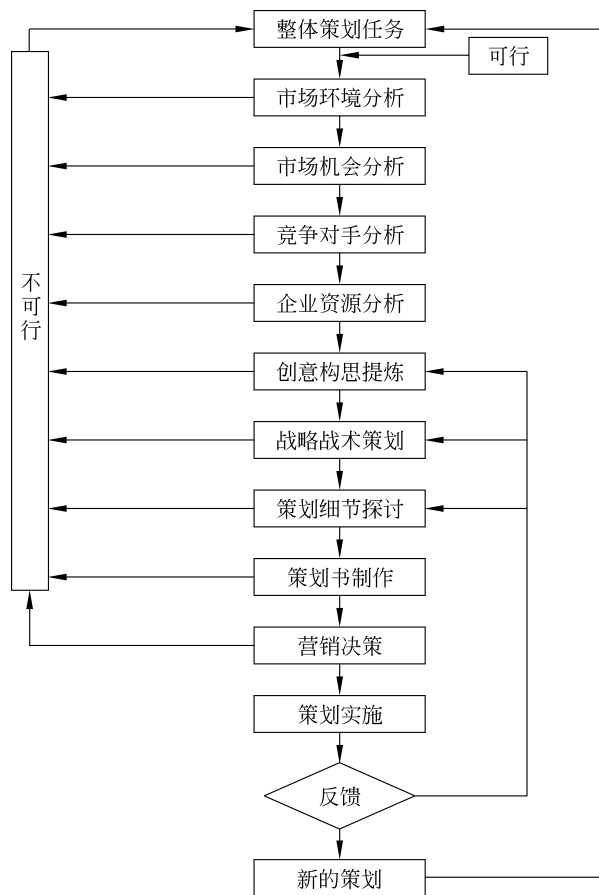 整体策划任务
可行
市场环境分析
市场机会分析
竞争对手分析
不可行
企业资源分析
创意构思提炼
战略战术策划
策划细节探讨
策划书制作
营销决策
策划实施
反馈
新的策划